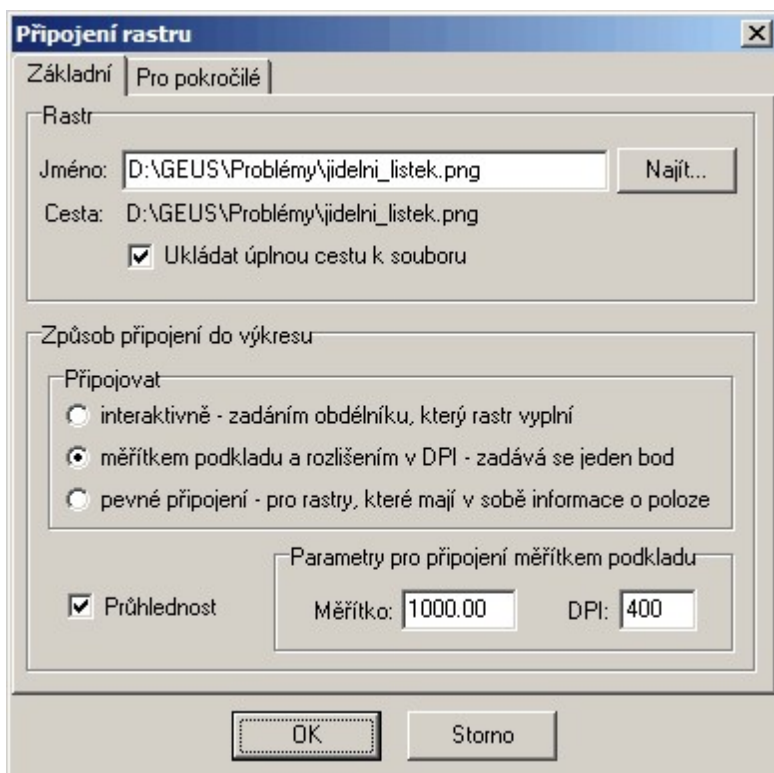 Připojení rastru
Základní Pro pokročilé
Rastr
Jméno: D:\GEUS\Problémy\jidelni_listek.png Najít...
Cesta: D:\GEUS\Problémy\jidelni_listek.png
Ukládat úplnou cestu k souboru
Způsob připojení do výkresu
Připojovat
interaktivně - zadáním obdélníku, který rastr vyplní
měřítkem podkladu a rozlišením v DPI - zadává se jeden bod
pevné připojení - pro rastry, které mají v sobě informace o poloze
Parametry pro připojení měřítkem podkladu
Průhlednost Měřítko: 1000.00 DPI: 400
OK Storno